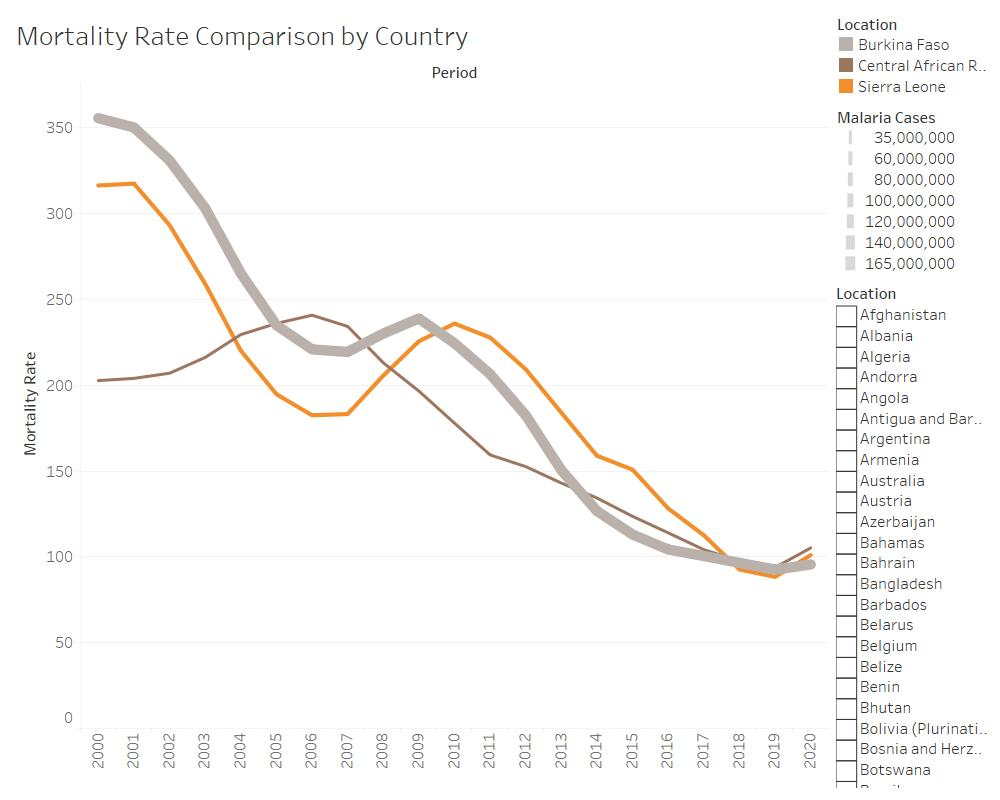 Mortality Rate Comparison by Country
Period
Mortality Rate
350
300
250
200
150
100
50
0
2000
2001
2002
2003
2004
2005
2006
2007
2008
2009
2010
2011
2012
2013
2014
2015
2016
2017
2018
2019
2020
Location
Burkina Faso
Central African R..
Sierra Leone
Malaria Cases
35,000,000
60,000,000
80,000,000
100,000,000
120,000,000
140,000,000
165,000,000
Location
Afghanistan
Albania
Algeria
Andorra
Angola
Antigua and Bar..
Argentina
Armenia
Australia
Austria
Azerbaijan
Bahamas
Bahrain
Bangladesh
Barbados
Belarus
Belgium
Belize
Benin
Bhutan
Bolivia (Plurinati..
Bosnia and Herz..
Botswana